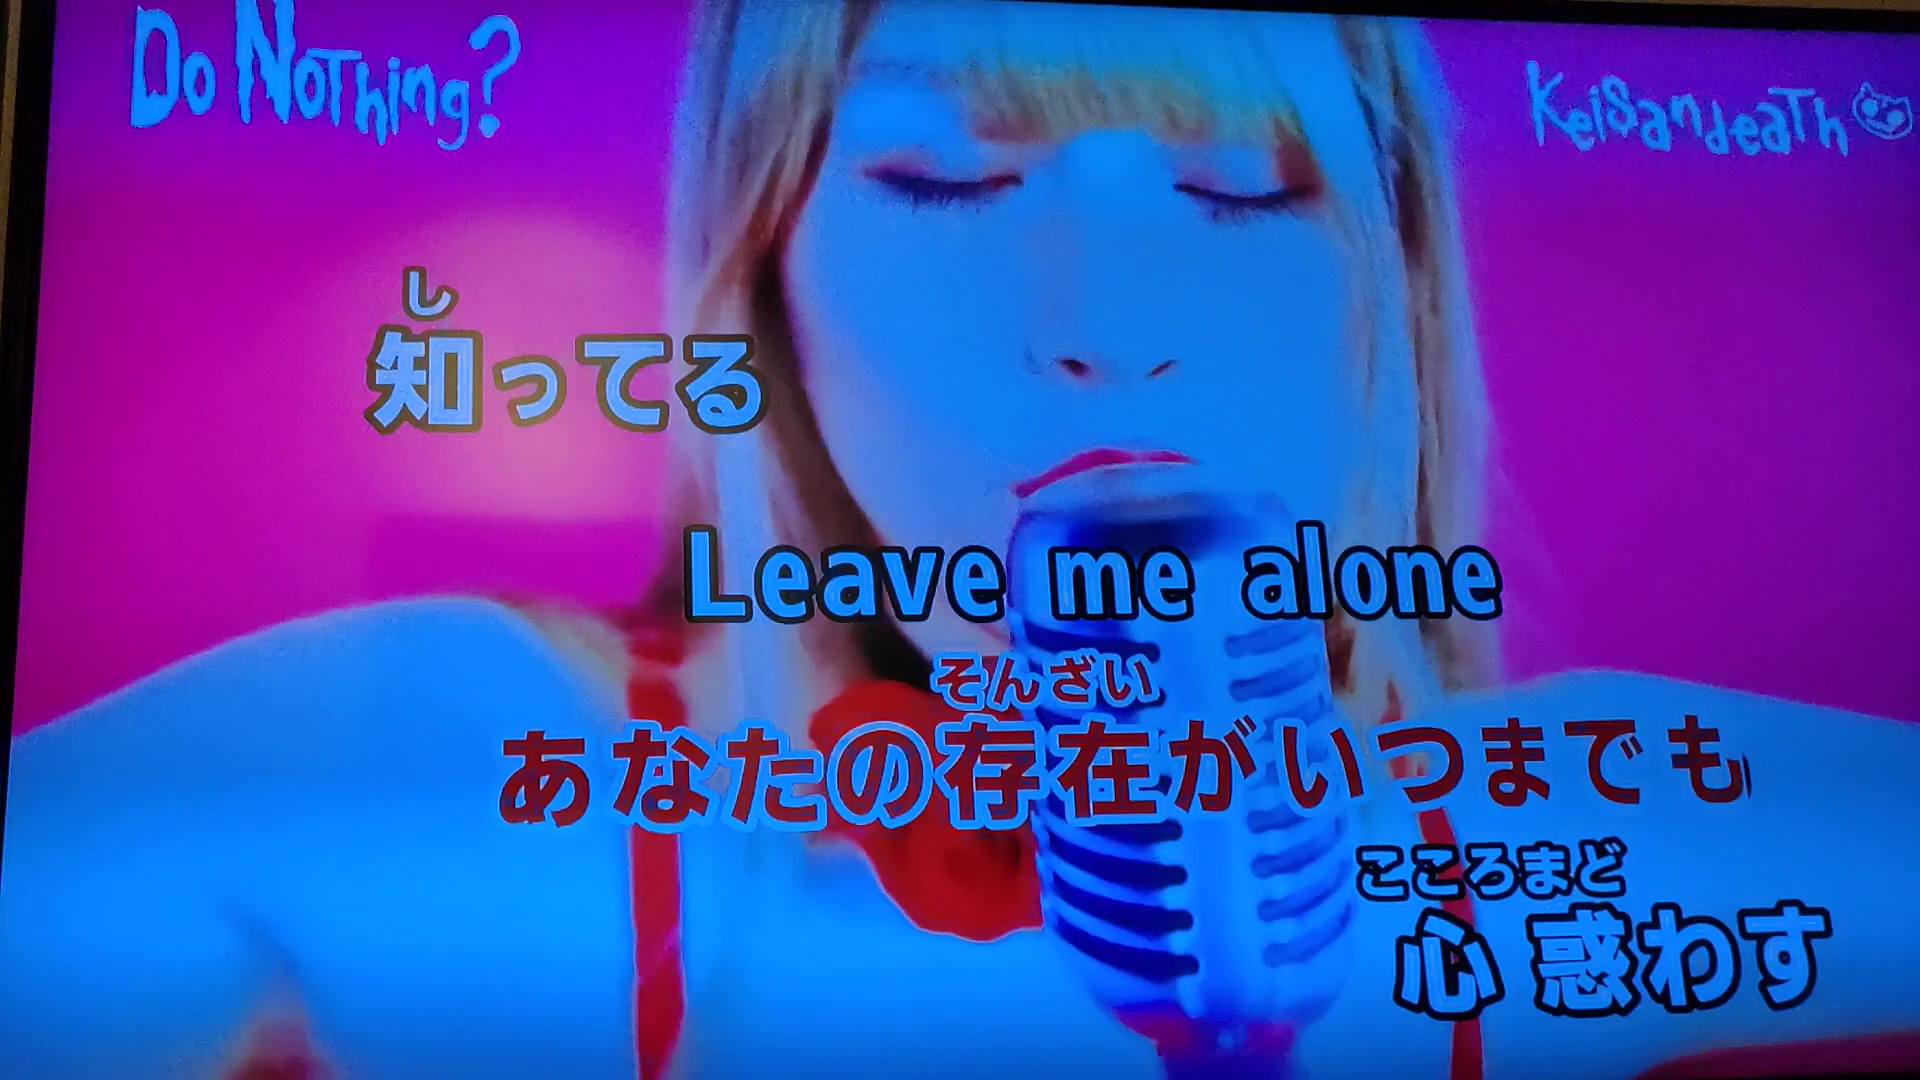 Do Nothing?
Keisandeath
し
知ってる
Leave me alone
そんざい
あなたの存在がいつまでも
こころまど
心 惑わす